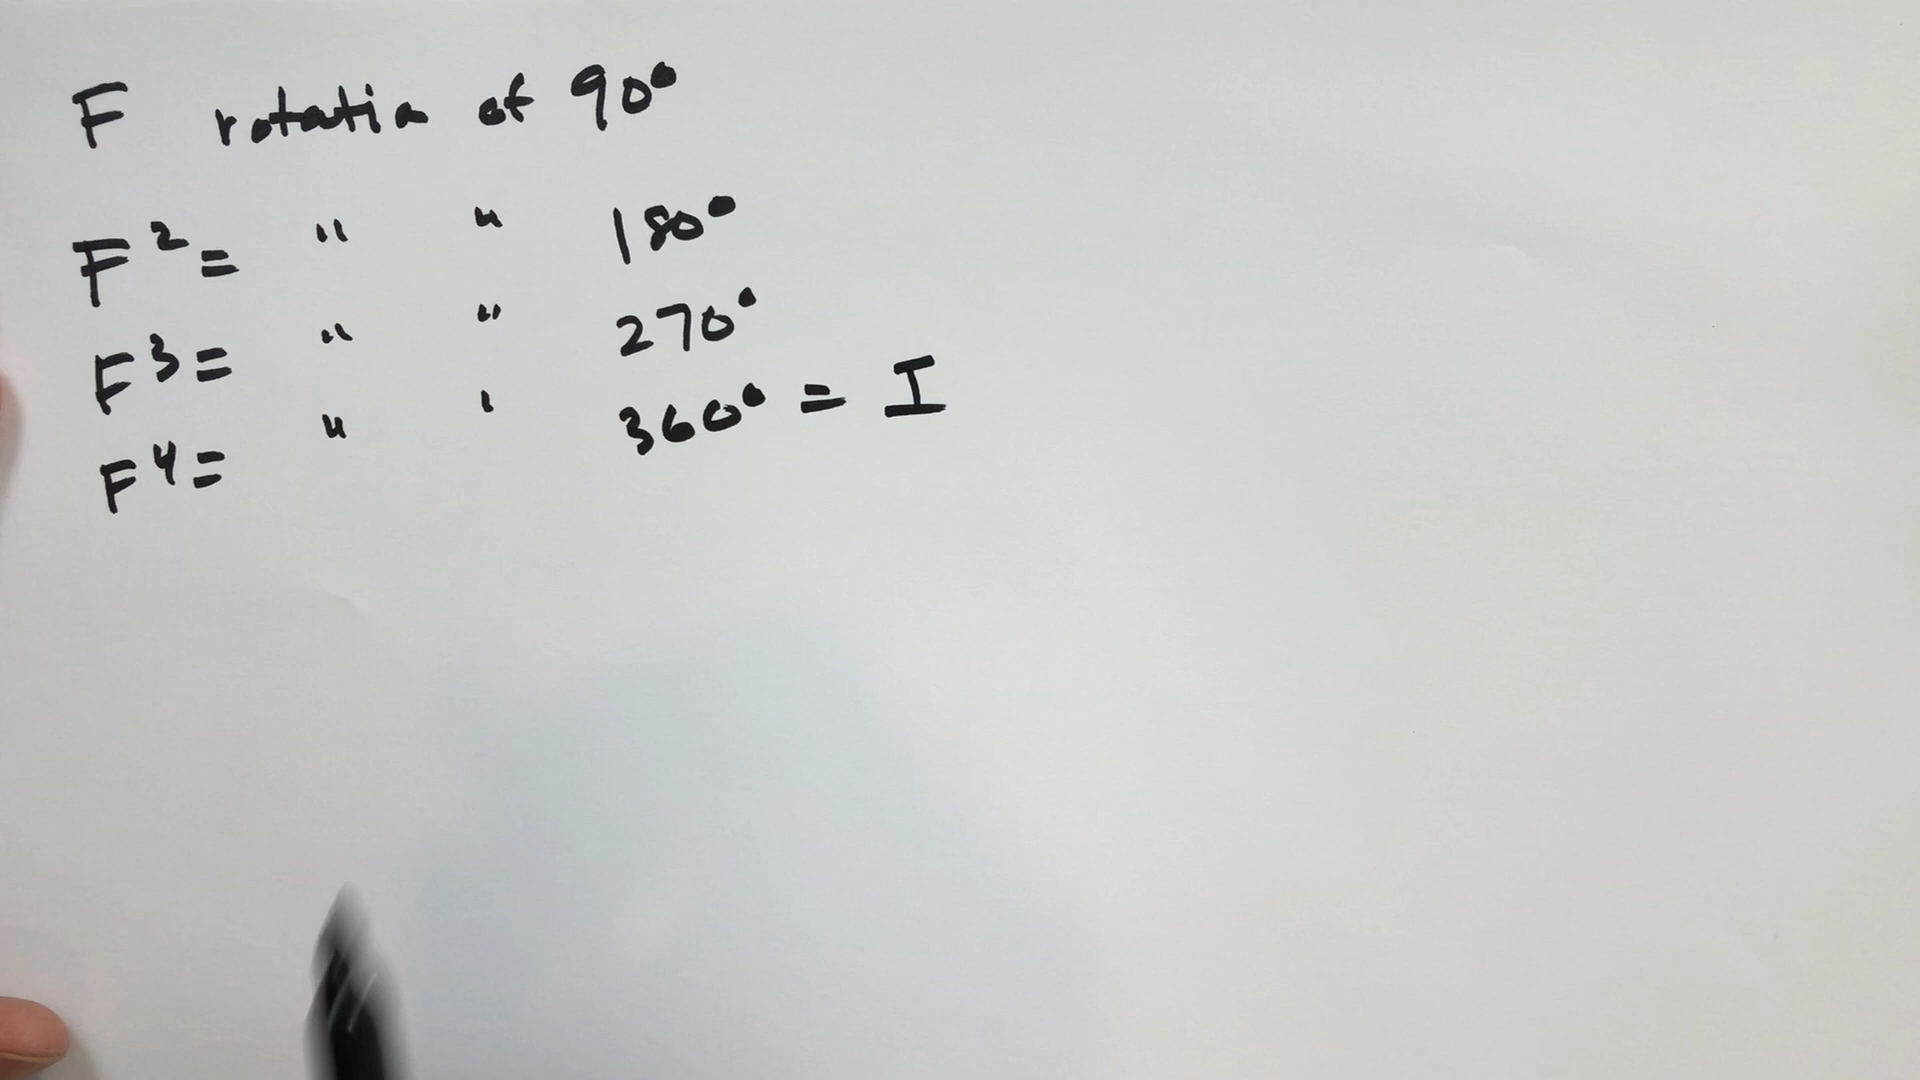 F rotation of 90°
F² = " " 180°
F³ = " " 270°
F⁴ = " ' 360° = I